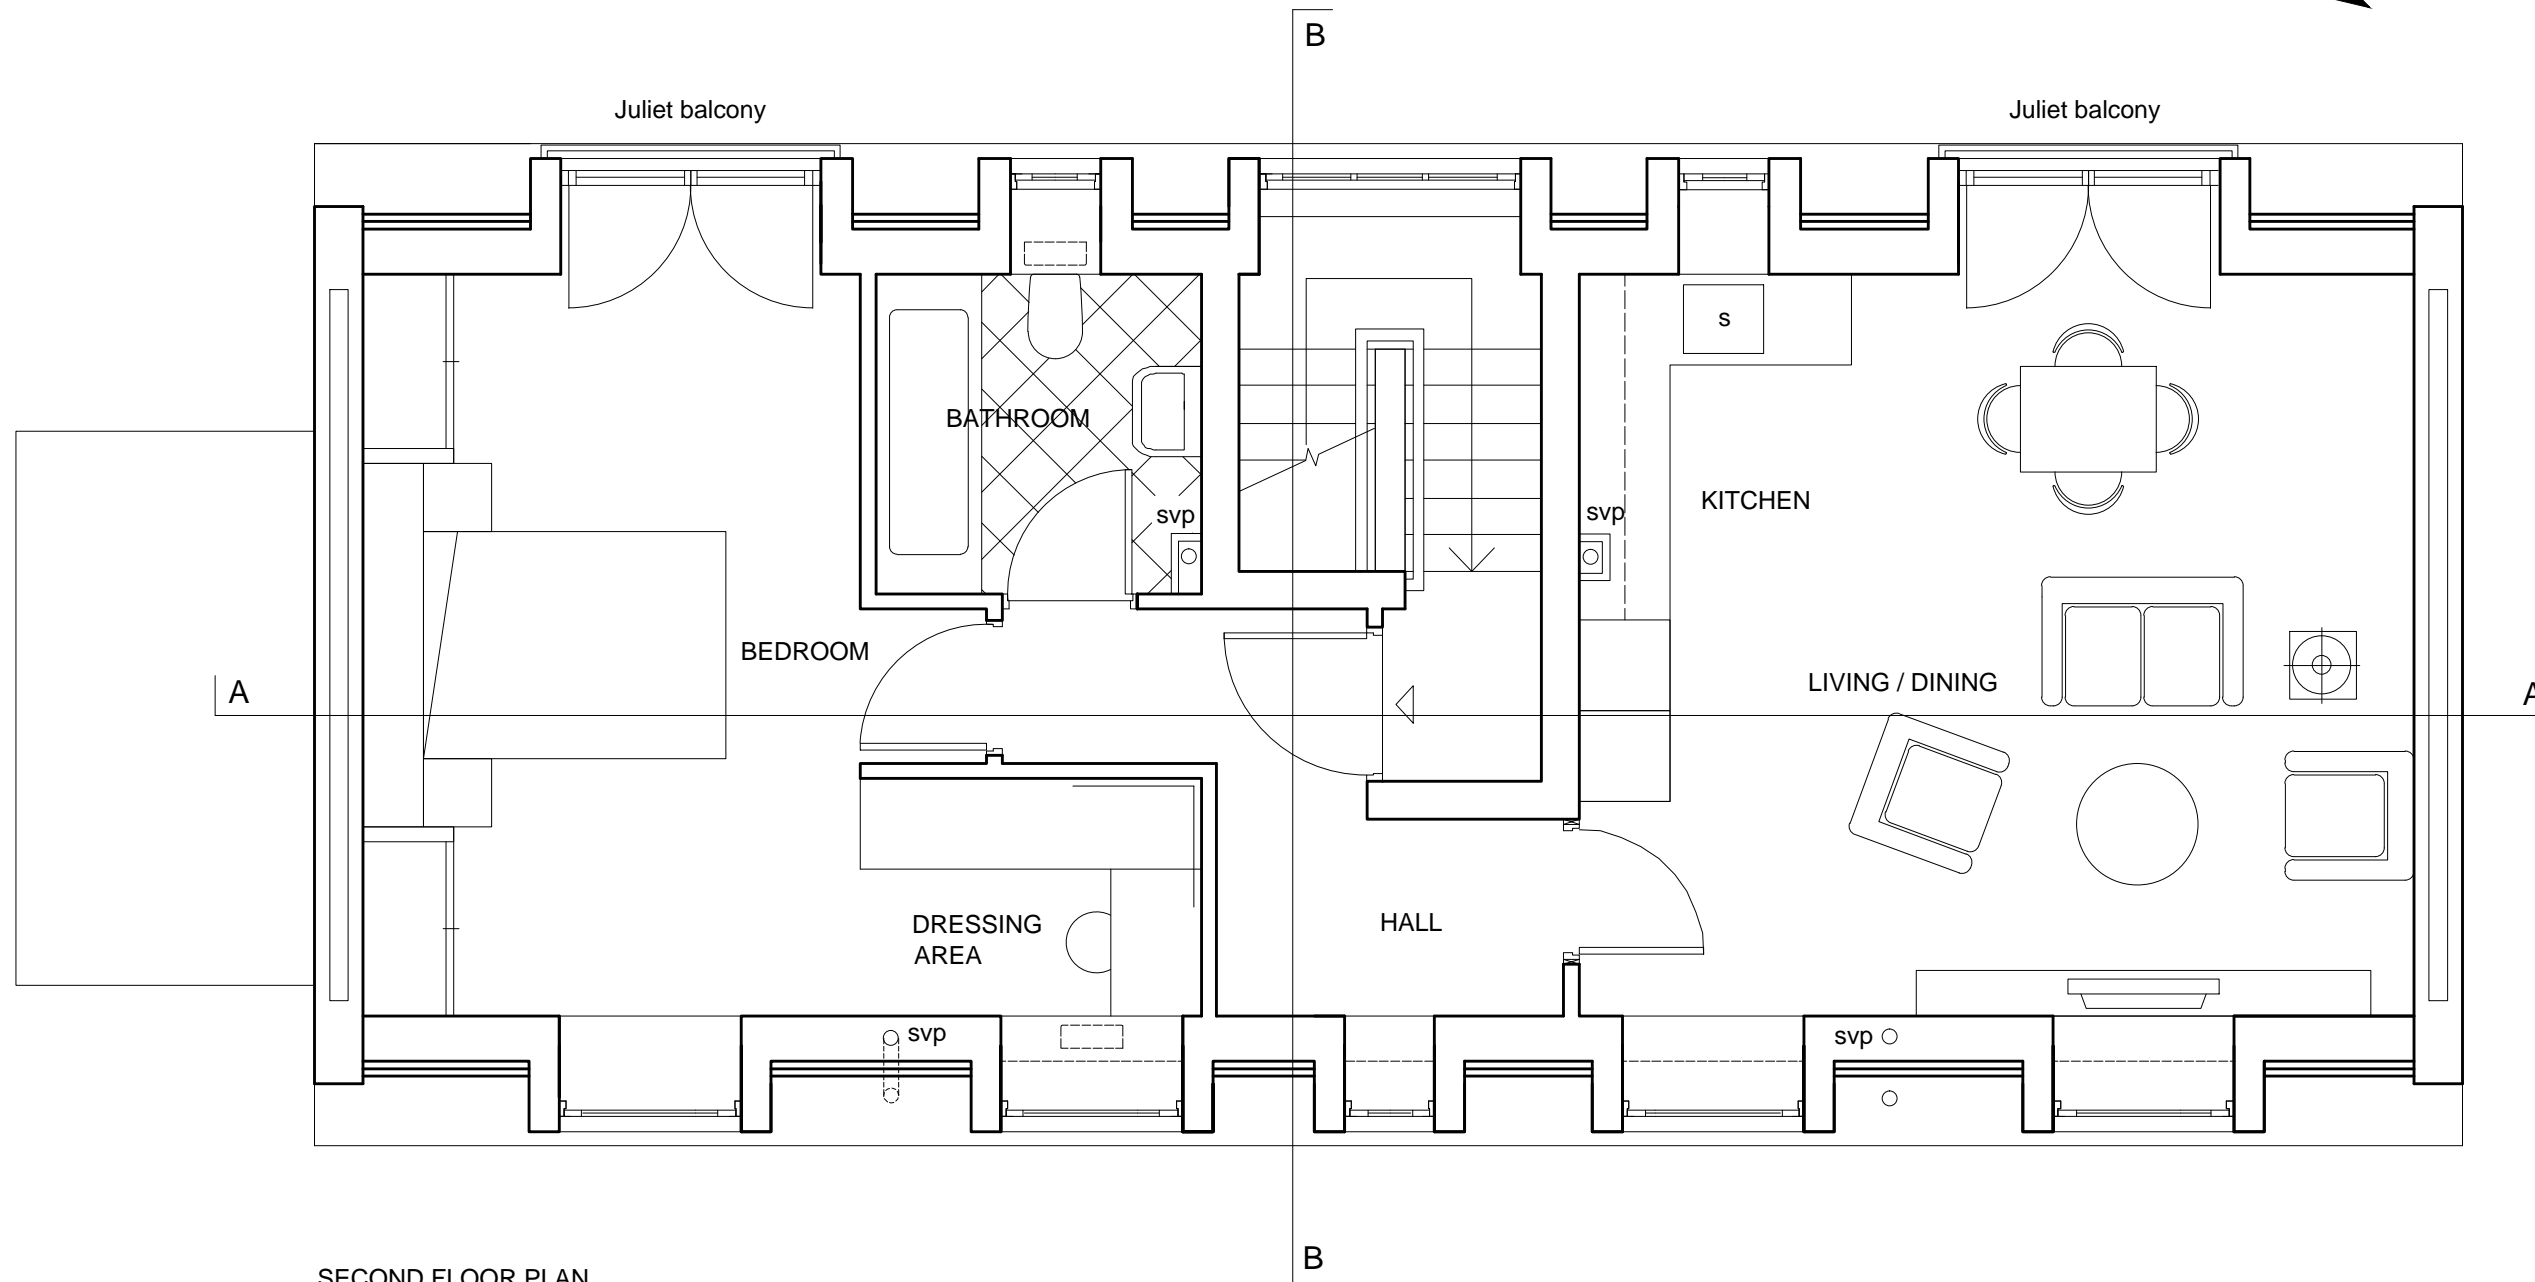 B
Juliet balcony
Juliet balcony
S
BATHROOM
KITCHEN
svp
svp
BEDROOM
LIVING / DINING
A
A
DRESSING
AREA
HALL
svp
svp
B
SECOND FLOOR PLAN